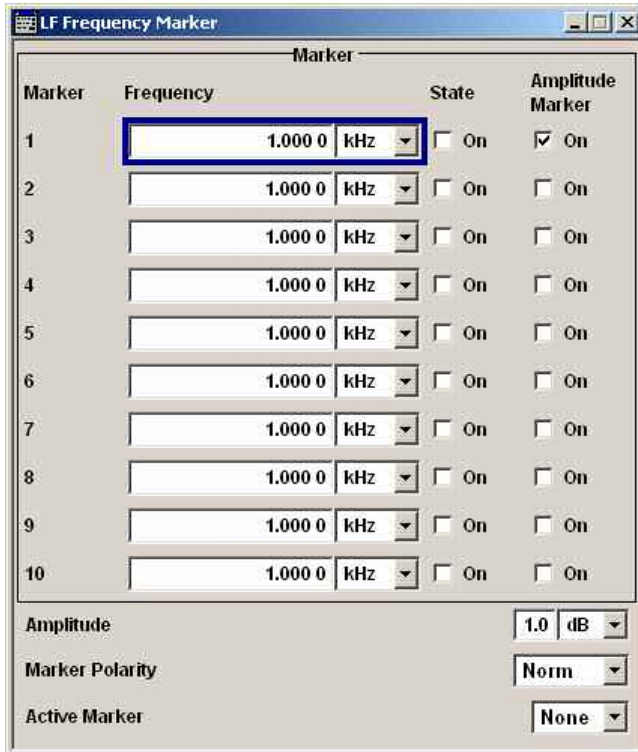 LF Frequency Marker
Marker
Marker Frequency State Amplitude Marker
1 1.000 0 kHz On On
2 1.000 0 kHz On On
3 1.000 0 kHz On On
4 1.000 0 kHz On On
5 1.000 0 kHz On On
6 1.000 0 kHz On On
7 1.000 0 kHz On On
8 1.000 0 kHz On On
9 1.000 0 kHz On On
10 1.000 0 kHz On On
Amplitude 1.0 dB
Marker Polarity Norm
Active Marker None